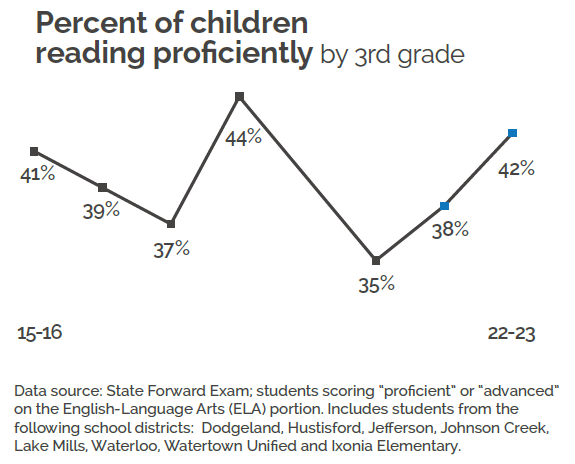 Percent of children
reading proficiently by 3rd grade
41%
39%
37%
44%
35%
38%
42%
15-16
22-23
Data source: State Forward Exam; students scoring "proficient" or "advanced"
on the English-Language Arts (ELA) portion. Includes students from the
following school districts: Dodgeland, Hustisford, Jefferson, Johnson Creek,
Lake Mills, Waterloo, Watertown Unified and Ixonia Elementary.